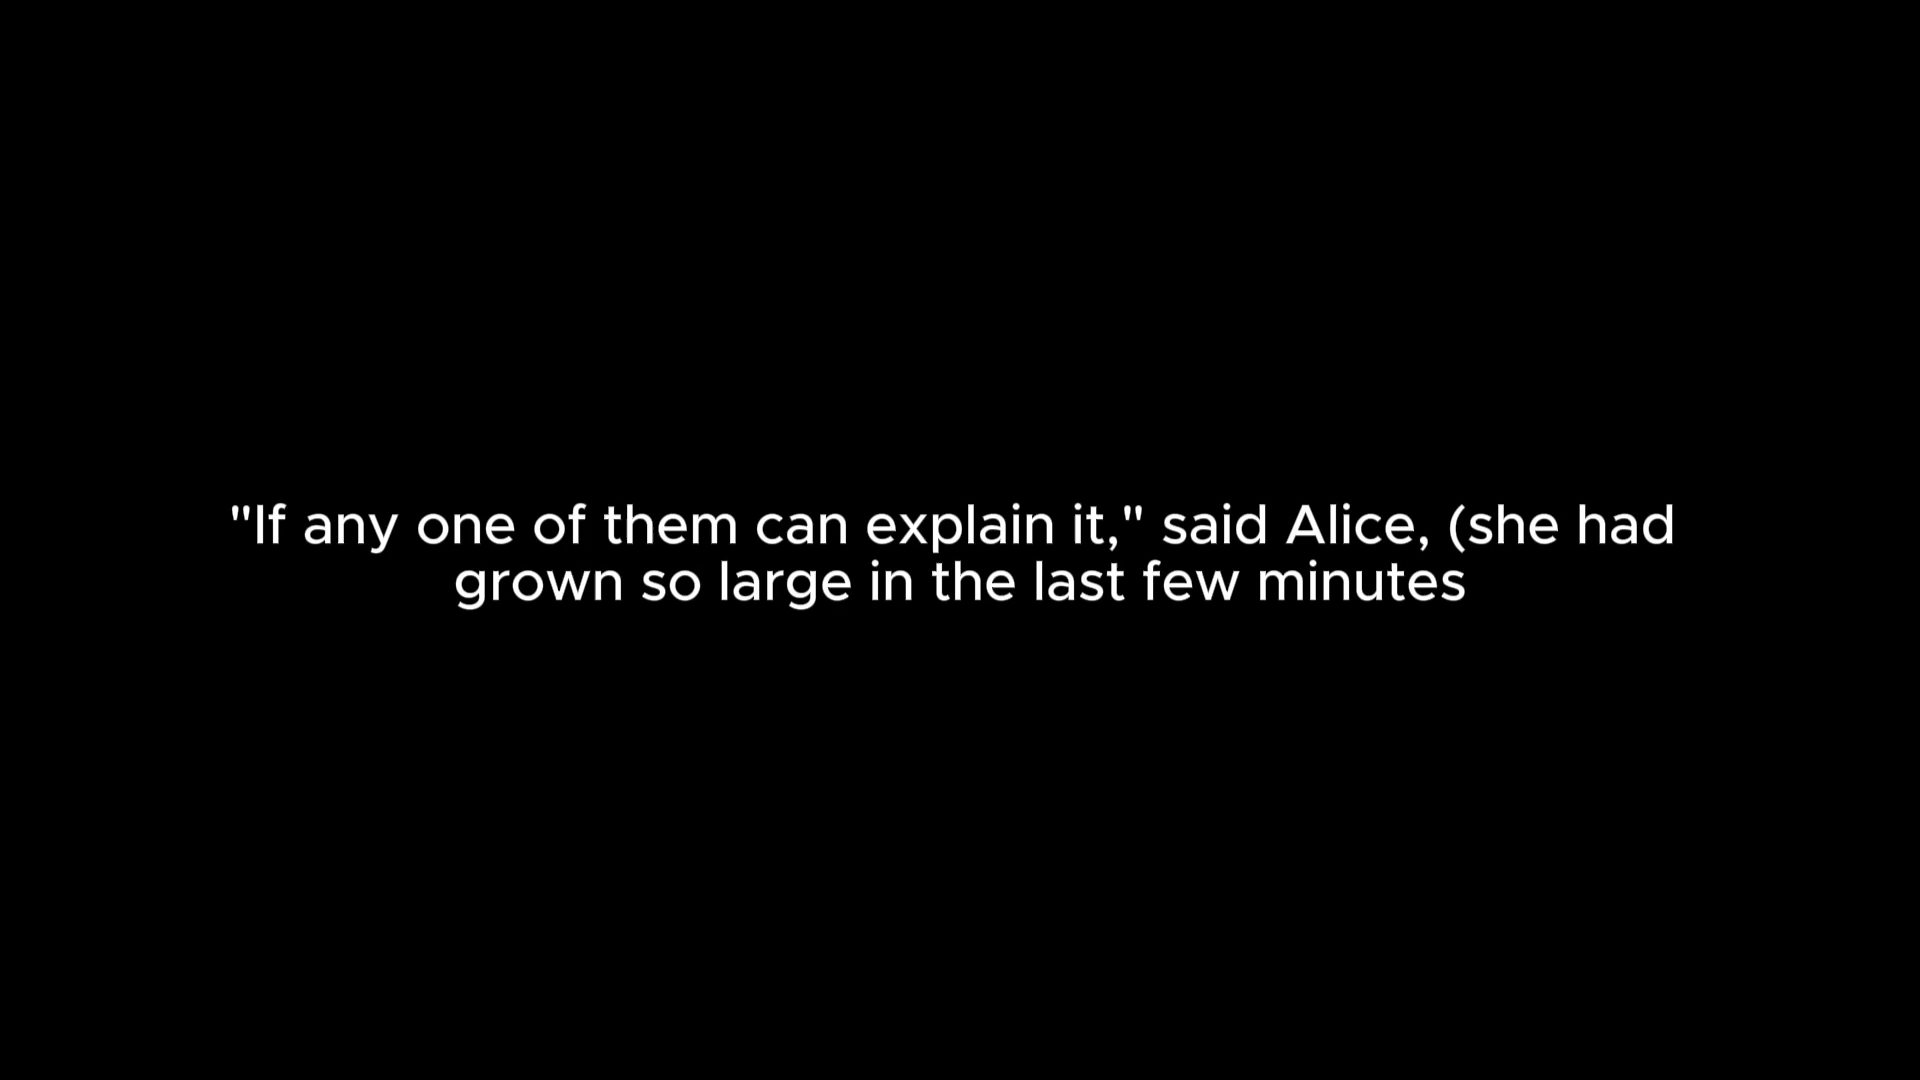 "If any one of them can explain it," said Alice, (she had
grown so large in the last few minutes